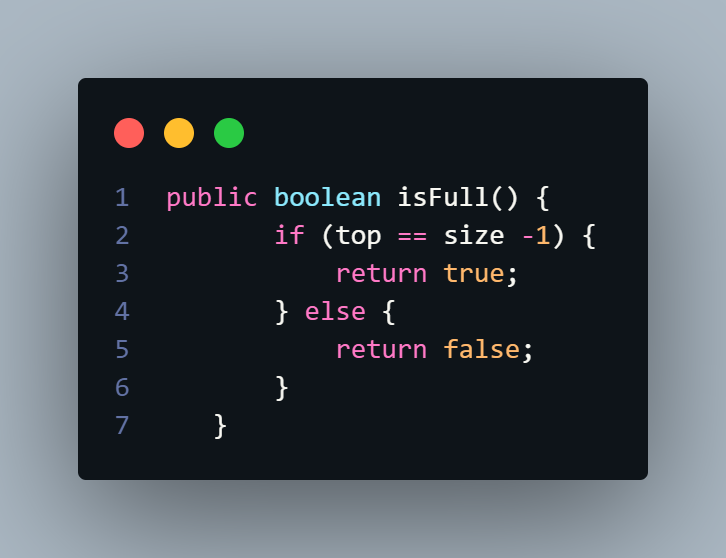 1 public boolean isFull() {
2 if (top == size -1) {
3 return true;
4 } else {
5 return false;
6 }
7 }